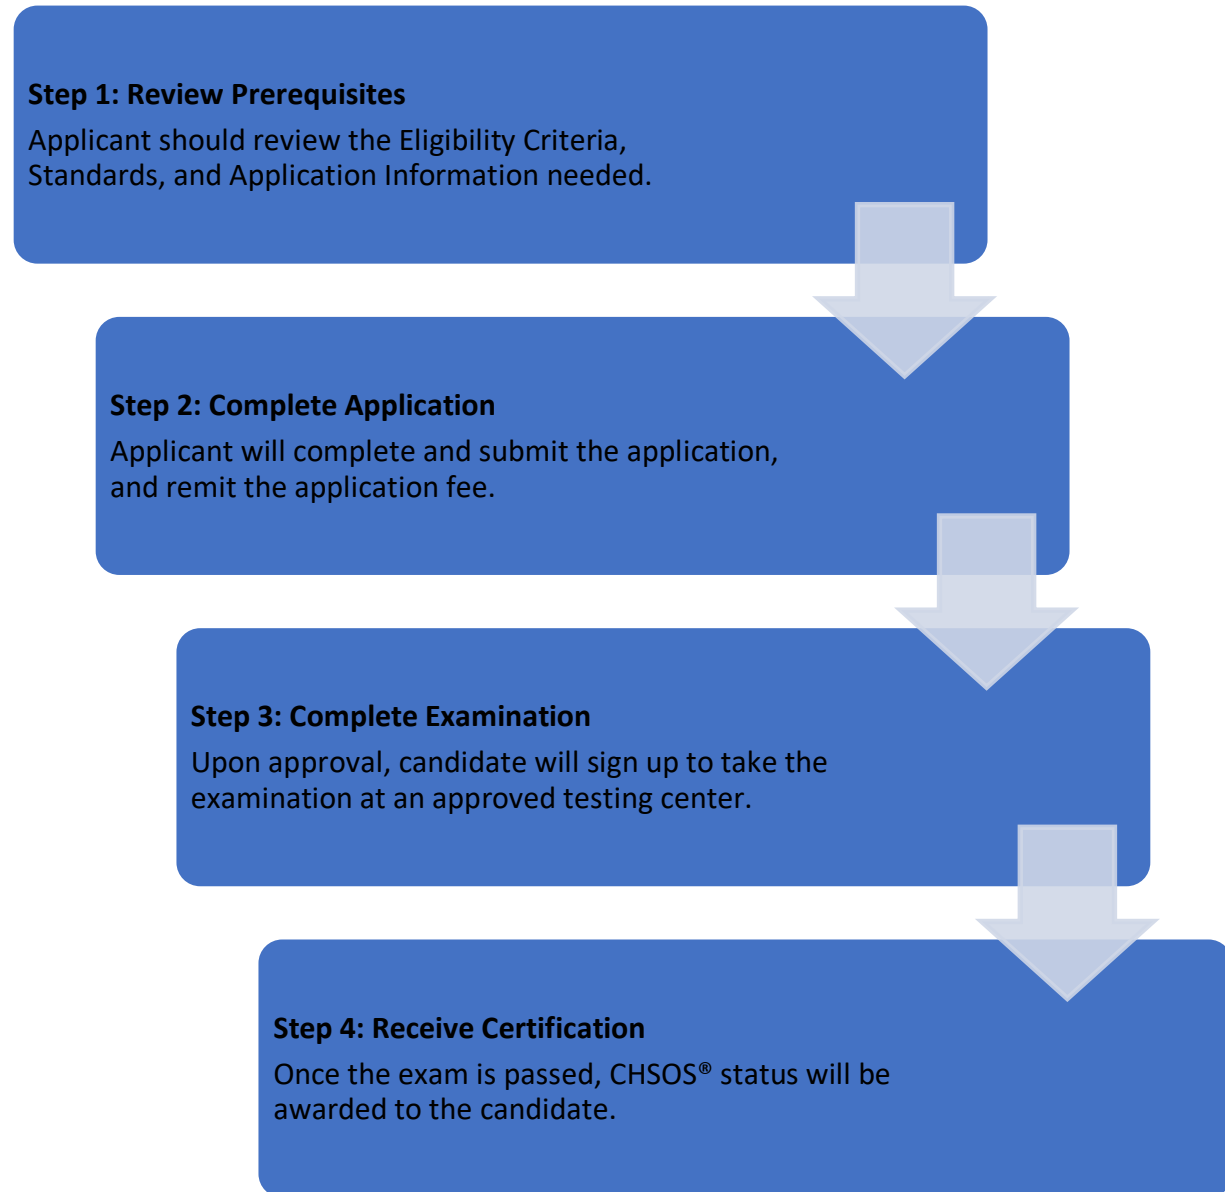 Step 1: Review Prerequisites
Applicant should review the Eligibility Criteria,
Standards, and Application Information needed.
Step 2: Complete Application
Applicant will complete and submit the application,
and remit the application fee.
Step 3: Complete Examination
Upon approval, candidate will sign up to take the
examination at an approved testing center.
Step 4: Receive Certification
Once the exam is passed, CHSOS® status will be
awarded to the candidate.